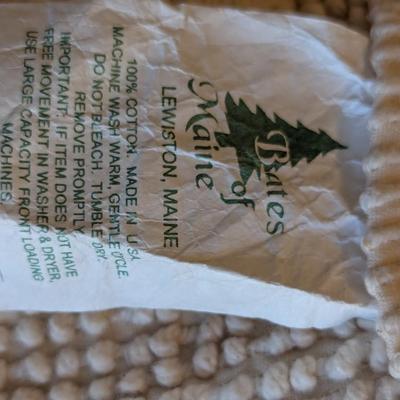 Bates
of
Maine
LEWISTON, MAINE
100% COTTON. MADE IN U.S.A.
MACHINE WASH WARM, GENTLE CYCLE.
DO NOT BLEACH. TUMBLE DRY.
REMOVE PROMPTLY
IMPORTANT: IF ITEM DOES NOT HAVE
FREE MOVEMENT IN WASHER & DRYER,
USE LARGE CAPACITY FRONT LOADING
MACHINES.